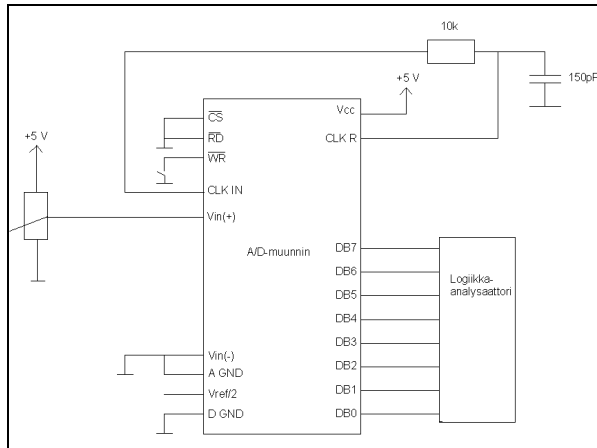 10k
150pF
+5 V
Vcc
CLK R
CS
RD
WR
CLK IN
Vin(+)
+5 V
A/D-muunnin
DB7
DB6
DB5
DB4
DB3
DB2
DB1
DB0
Logiikka-
analysaattori
Vin(-)
A GND
Vref/2
D GND